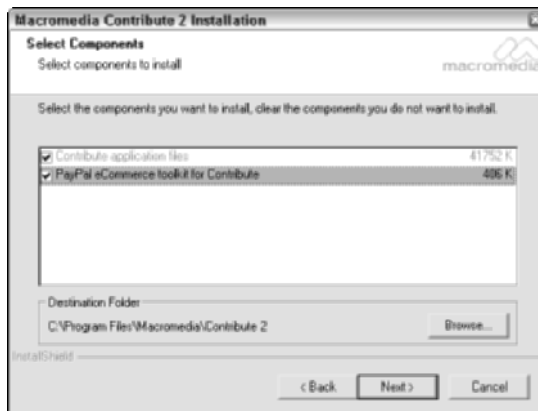 Macromedia Contribute 2 Installation
Select Components
Select components to install
macromedia
Select the components you want to install, clear the components you do not want to install.
Contribute application files 41752 K
PayPal eCommerce toolkit for Contribute 406 K
Destination Folder
C:\Program Files\Macromedia\Contribute 2
Browse...
InstallShield
< Back
Next >
Cancel